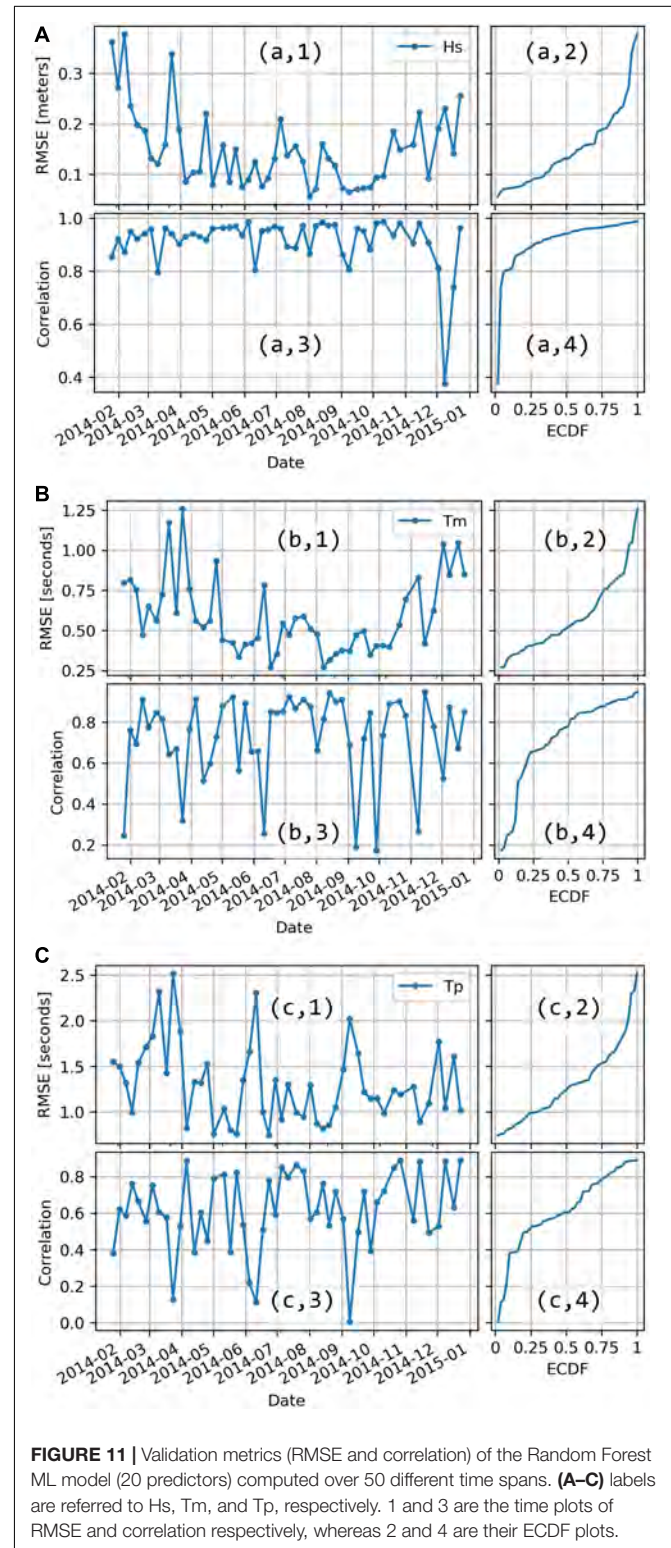 A
(a,1)
Hs
(a,2)
RMSE [meters]
0.3
0.2
0.1
Correlation
1.0
0.8
0.6
0.4
(a,3)
(a,4)
2014-02
2014-03
2014-04
2014-05
2014-06
2014-07
2014-08
2014-09
2014-10
2014-11
2014-12
2015-01
Date
0 0.25 0.5 0.75 1
ECDF
B
(b,1)
Tm
(b,2)
RMSE [seconds]
1.25
1.00
0.75
0.50
0.25
Correlation
0.8
0.6
0.4
0.2
(b,3)
(b,4)
2014-02
2014-03
2014-04
2014-05
2014-06
2014-07
2014-08
2014-09
2014-10
2014-11
2014-12
2015-01
Date
0 0.25 0.5 0.75 1
ECDF
C
(c,1)
Tp
(c,2)
RMSE [seconds]
2.5
2.0
1.5
1.0
Correlation
0.8
0.6
0.4
0.2
0.0
(c,3)
(c,4)
2014-02
2014-03
2014-04
2014-05
2014-06
2014-07
2014-08
2014-09
2014-10
2014-11
2014-12
2015-01
Date
0 0.25 0.5 0.75 1
ECDF
FIGURE 11 | Validation metrics (RMSE and correlation) of the Random Forest
ML model (20 predictors) computed over 50 different time spans. (A–C) labels
are referred to Hs, Tm, and Tp, respectively. 1 and 3 are the time plots of
RMSE and correlation respectively, whereas 2 and 4 are their ECDF plots.